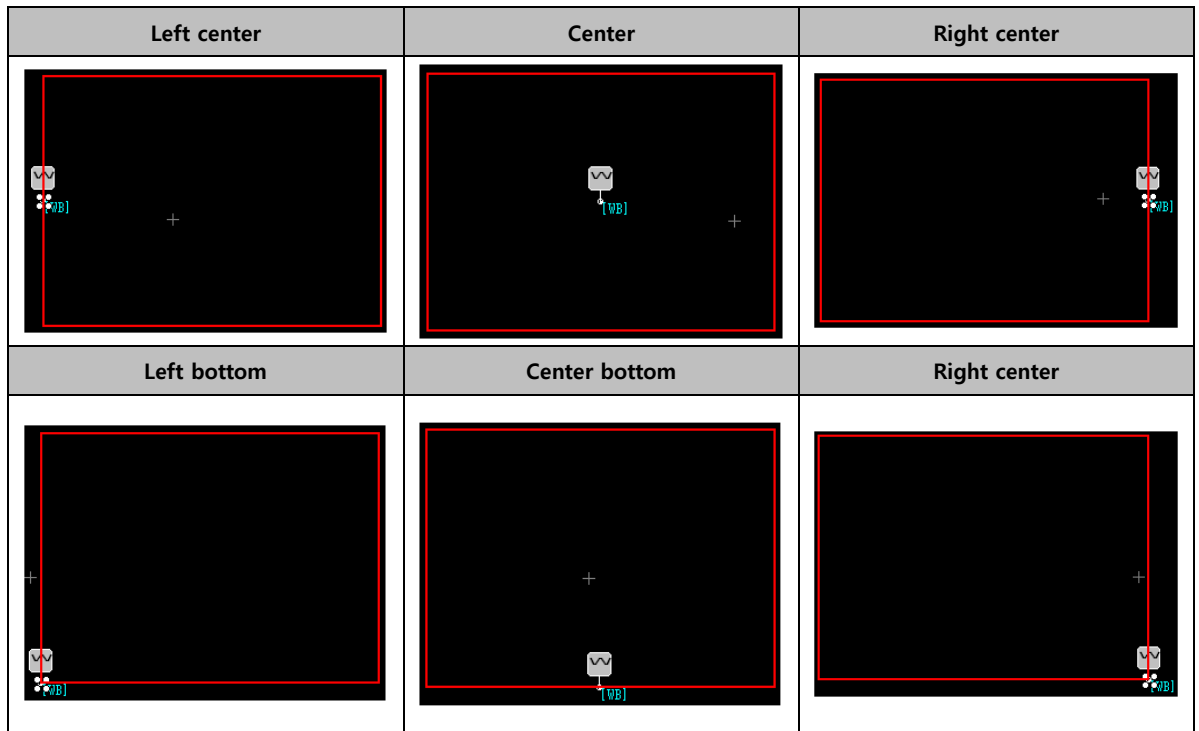 Left center
Center
Right center
[WB]
[WB]
[WB]
Left bottom
Center bottom
Right center
[WB]
[WB]
[WB]